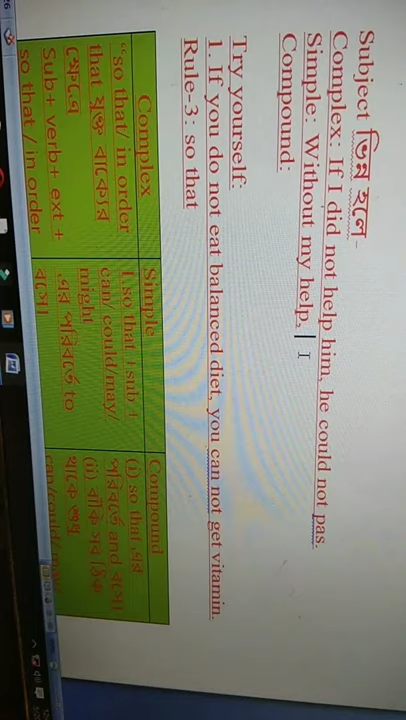 Subject ভিন্ন হলে-
Complex: If I did not help him, he could not pas.
Simple: Without my help,
Compound:
Try yourself:
1. If you do not eat balanced diet, you can not get vitamin.
Rule-3: so that
Complex
“so that/ in order
that যুক্ত বাক্যের
ক্ষেত্রে
Sub+ verb+ ext +
so that / in order
Simple
so that +sub +
can/ could/may/
might
এর পরিবর্তে to
বসে।
Compound
(i) so that এর
পরিবর্তে and বসে।
(ii) বাকি সব ঠিক
থাকে শুধু
can/could/